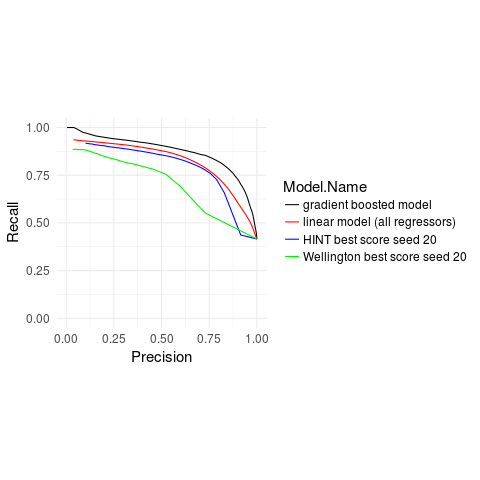 1.00
0.75
0.50
0.25
0.00
Recall
0.00 0.25 0.50 0.75 1.00
Precision
Model.Name
gradient boosted model
linear model (all regressors)
HINT best score seed 20
Wellington best score seed 20